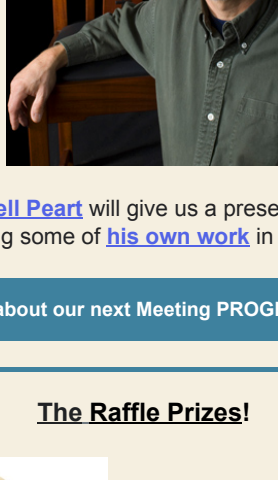 ell Peart will give us a prese
g some of his own work in
about our next Meeting PROG
The Raffle Prizes!